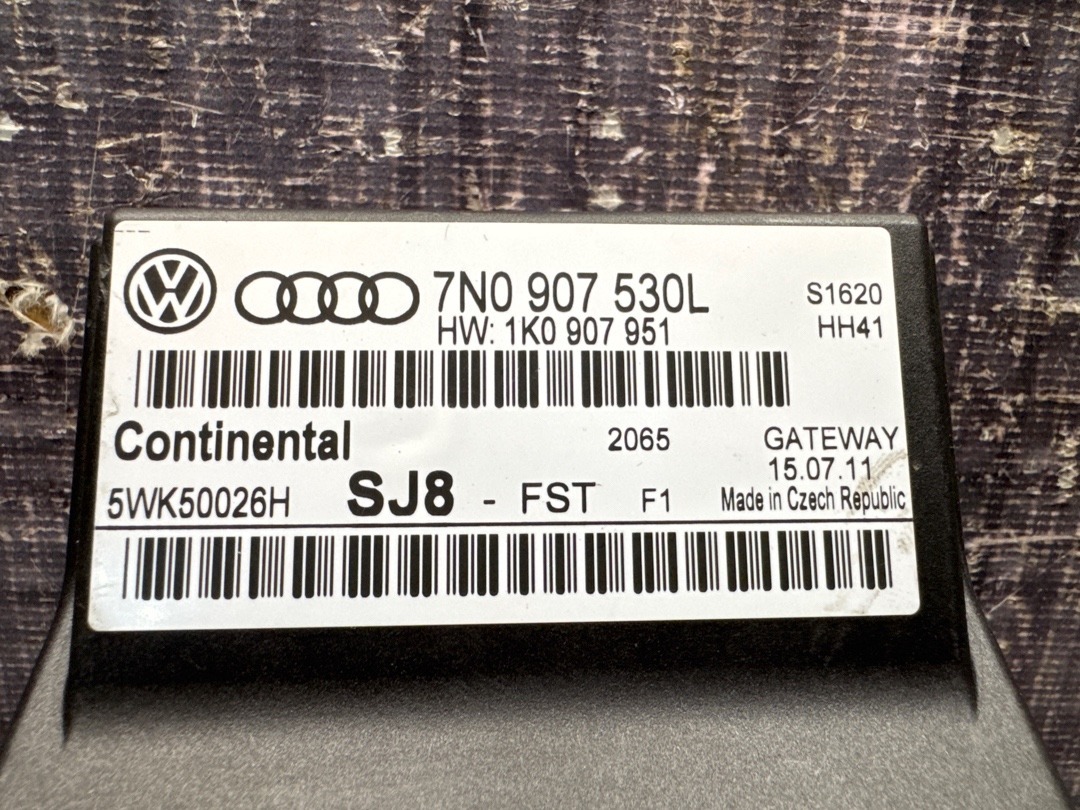 7N0 907 530L S1620
HW: 1K0 907 951 HH41
Continental 2065 GATEWAY
15.07.11
5WK50026H SJ8 - FST F1 Made in Czech Republic